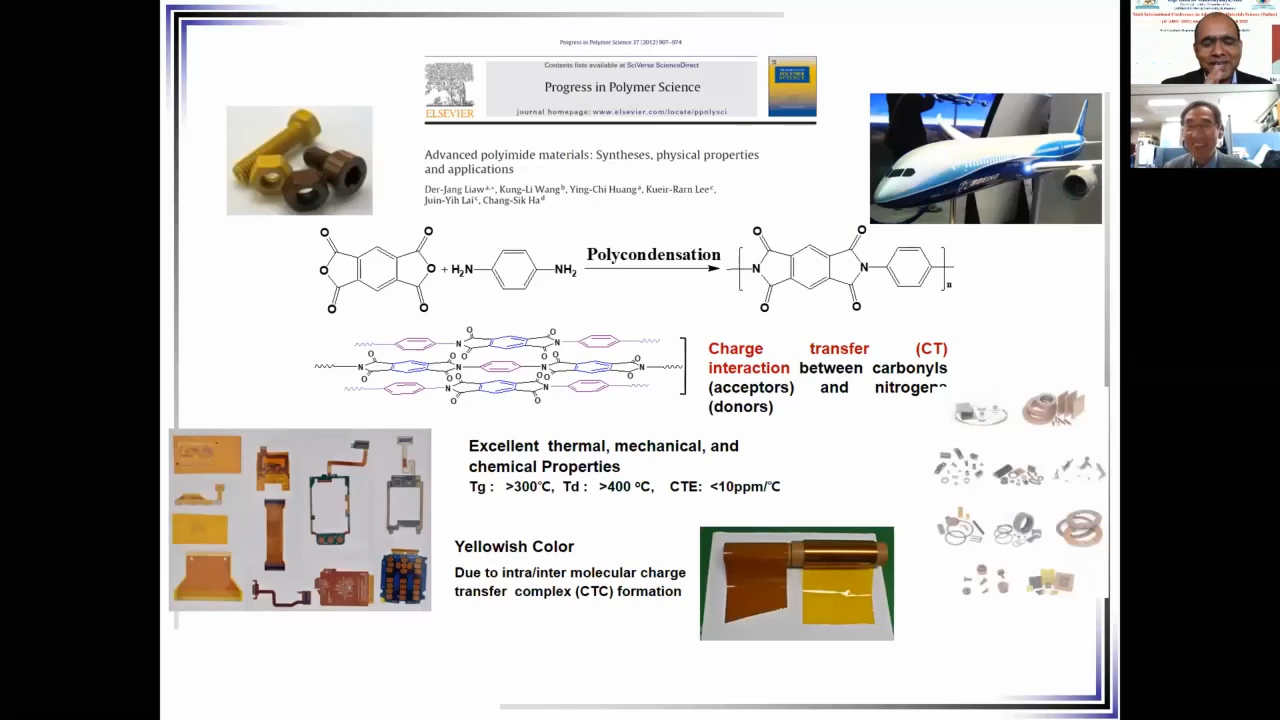 Progress in Polymer Science 37 (2012) 907–974
Contents lists available at SciVerse ScienceDirect
Progress in Polymer Science
ELSEVIER
journal homepage: www.elsevier.com/locate/ppolysci
Advanced polyimide materials: Syntheses, physical properties
and applications
Der-Jang Liaw a,*, Kung-Li Wang b, Ying-Chi Huang a, Kueir-Rarn Lee c,
Juin-Yih Lai c, Chang-Sik Ha d
BOEING
O O O O O O
+ H₂N NH₂
Polycondensation
O O N N O O n
O O N N O O
O O N N O O N N O O
O O N N O O
Charge transfer (CT)
interaction between carbonyls
(acceptors) and nitrogens
(donors)
Excellent thermal, mechanical, and
chemical Properties
Tg : >300℃, Td : >400 ºC, CTE: <10ppm/℃
Yellowish Color
Due to intra/inter molecular charge
transfer complex (CTC) formation